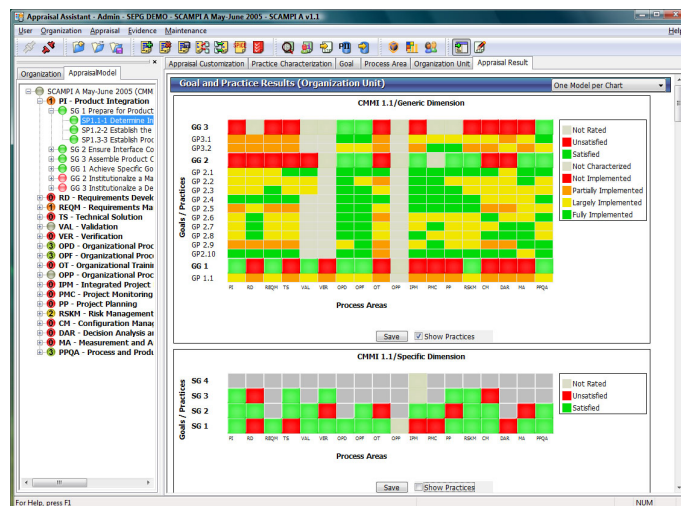 Appraisal Assistant - Admin - SEPG DEMO - SCAMPI A May-June 2005 - SCAMPI A v1.1
User Organization Appraisal Evidence Maintenance Help
Organization AppraisalModel
SCAMPI A May-June 2005 (CMM
PI - Product Integration
SG 1 Prepare for Product
SP1.1-1 Determine In
SP1.2-2 Establish the
SP1.3-3 Establish Proc
SG 2 Ensure Interface Co
SG 3 Assemble Product C
GG 1 Achieve Specific Go
GG 2 Institutionalize a Ma
GG 3 Institutionalize a De
RD - Requirements Develo
REQM - Requirements Ma
TS - Technical Solution
VAL - Validation
VER - Verification
OPD - Organizational Proc
OPF - Organizational Proc
OT - Organizational Trainin
OPP - Organizational Proc
IPM - Integrated Project
PMC - Project Monitoring
PP - Project Planning
RSKM - Risk Management
CM - Configuration Manag
DAR - Decision Analysis an
MA - Measurement and A
PPQA - Process and Produ
Appraisal Customization Practice Characterization Goal Process Area Organization Unit Appraisal Result
Goal and Practice Results (Organization Unit) One Model per Chart
CMMI 1.1/Generic Dimension
Goals / Practices
GG 3
GP3.1
GP3.2
GG 2
GP 2.1
GP 2.2
GP 2.3
GP 2.4
GP 2.5
GP 2.6
GP 2.7
GP 2.8
GP 2.9
GP2.10
GG 1
GP 1.1
PI RD REQM TS VAL VER OPD OPF OT OPP IPM PMC PP RSKM CM DAR MA PPQA
Process Areas
Not Rated
Unsatisfied
Satisfied
Not Characterized
Not Implemented
Partially Implemented
Largely Implemented
Fully Implemented
Save Show Practices
CMMI 1.1/Specific Dimension
Goals / Practices
SG 4
SG 3
SG 2
SG 1
PI RD REQM TS VAL VER OPD OPF OT OPP IPM PMC PP RSKM CM DAR MA PPQA
Process Areas
Not Rated
Unsatisfied
Satisfied
Save Show Practices
For Help, press F1 NUM